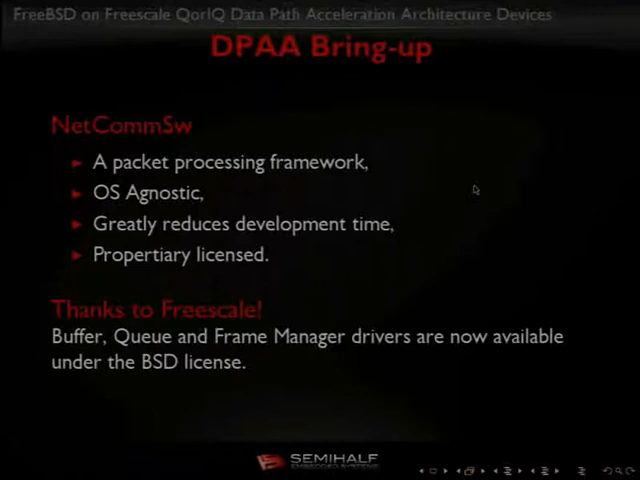 FreeBSD on Freescale QorIQ Data Path Acceleration Architecture Devices
DPAA Bring-up
NetCommSw
A packet processing framework,
OS Agnostic,
Greatly reduces development time,
Propertiary licensed.
Thanks to Freescale!
Buffer, Queue and Frame Manager drivers are now available
under the BSD license.
SEMIHALF
EMBEDDED SYSTEMS